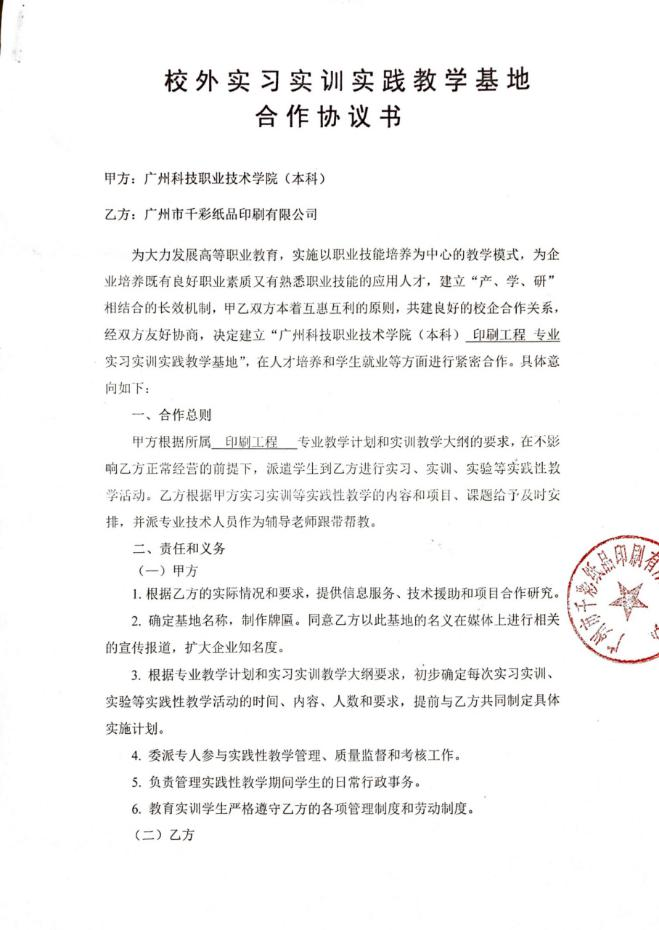 校外实习实训实践教学基地
合作协议书
甲方：广州科技职业技术学院（本科）
乙方：广州市千彩纸品印刷有限公司
为大力发展高等职业教育，实施以职业技能培养为中心的教学模式，为企
业培养既有良好职业素质又有熟悉职业技能的应用人才，建立“产、学、研”
相结合的长效机制，甲乙双方本着互惠互利的原则，共建良好的校企合作关系，
经双方友好协商，决定建立“广州科技职业技术学院（本科） 印刷工程 专业
实习实训实践教学基地”，在人才培养和学生就业等方面进行紧密合作。具体意
向如下：
一、合作总则
甲方根据所属 印刷工程 专业教学计划和实训教学大纲的要求，在不影
响乙方正常经营的前提下，派遣学生到乙方进行实习、实训、实验等实践性教
学活动。乙方根据甲方实习实训等实践性教学的内容和项目、课题给予及时安
排，并派专业技术人员作为辅导老师跟带帮教。
二、责任和义务
（一）甲方
1. 根据乙方的实际情况和要求，提供信息服务、技术援助和项目合作研究。
2. 确定基地名称，制作牌匾。同意乙方以此基地的名义在媒体上进行相关
的宣传报道，扩大企业知名度。
3. 根据专业教学计划和实习实训教学大纲要求，初步确定每次实习实训、
实验等实践性教学活动的时间、内容、人数和要求，提前与乙方共同制定具体
实施计划。
4. 委派专人参与实践性教学管理、质量监督和考核工作。
5. 负责管理实践性教学期间学生的日常行政事务。
6. 教育实训学生严格遵守乙方的各项管理制度和劳动制度。
（二）乙方
广州市千彩纸品印刷有